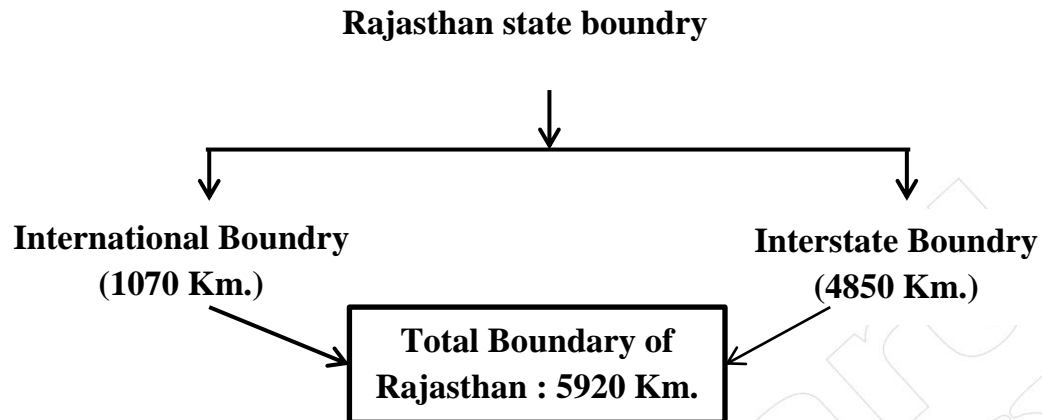 Rajasthan state boundry
International Boundry
(1070 Km.)
Interstate Boundry
(4850 Km.)
Total Boundary of
Rajasthan : 5920 Km.